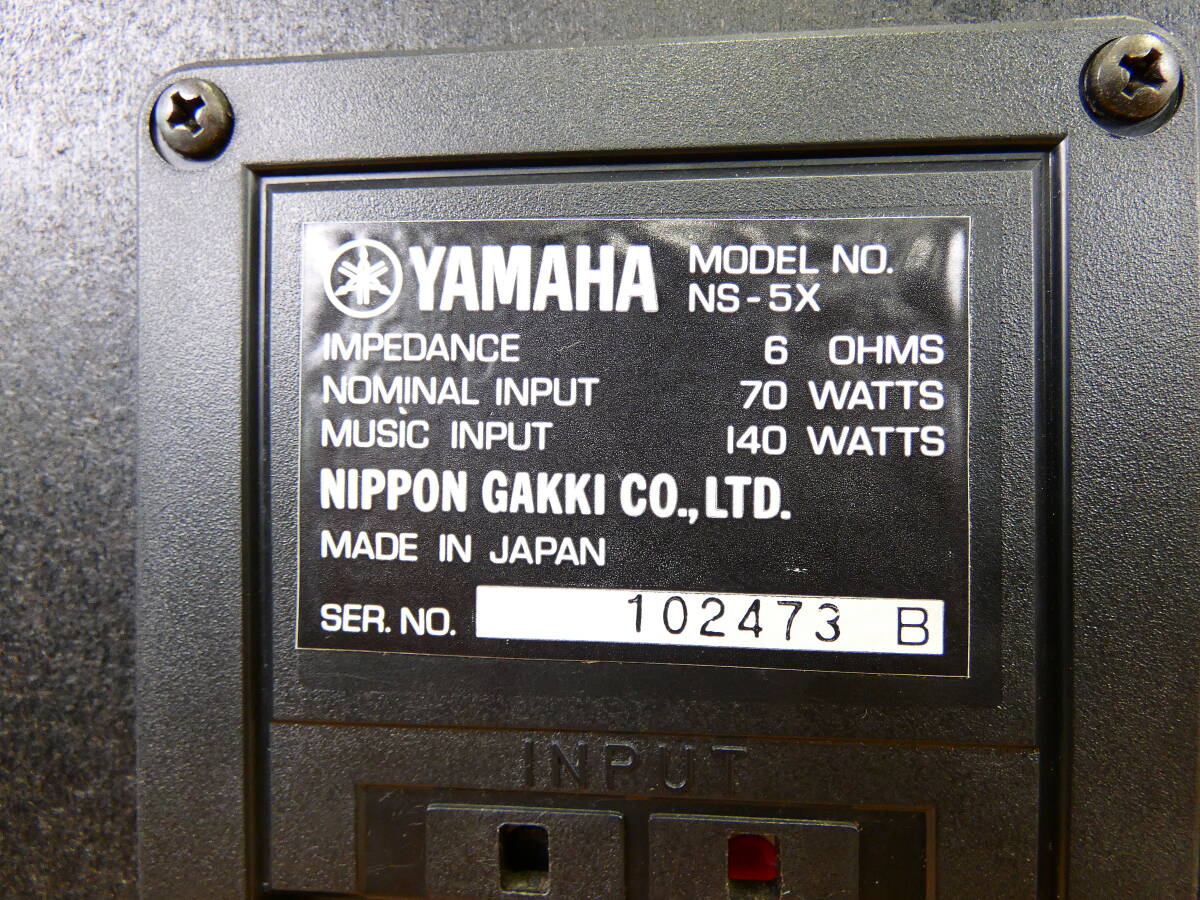 YAMAHA MODEL NO.
NS-5X
IMPEDANCE 6 OHMS
NOMINAL INPUT 70 WATTS
MUSIC INPUT 140 WATTS
NIPPON GAKKI CO.,LTD.
MADE IN JAPAN
SER. NO. 102473 B
INPUT